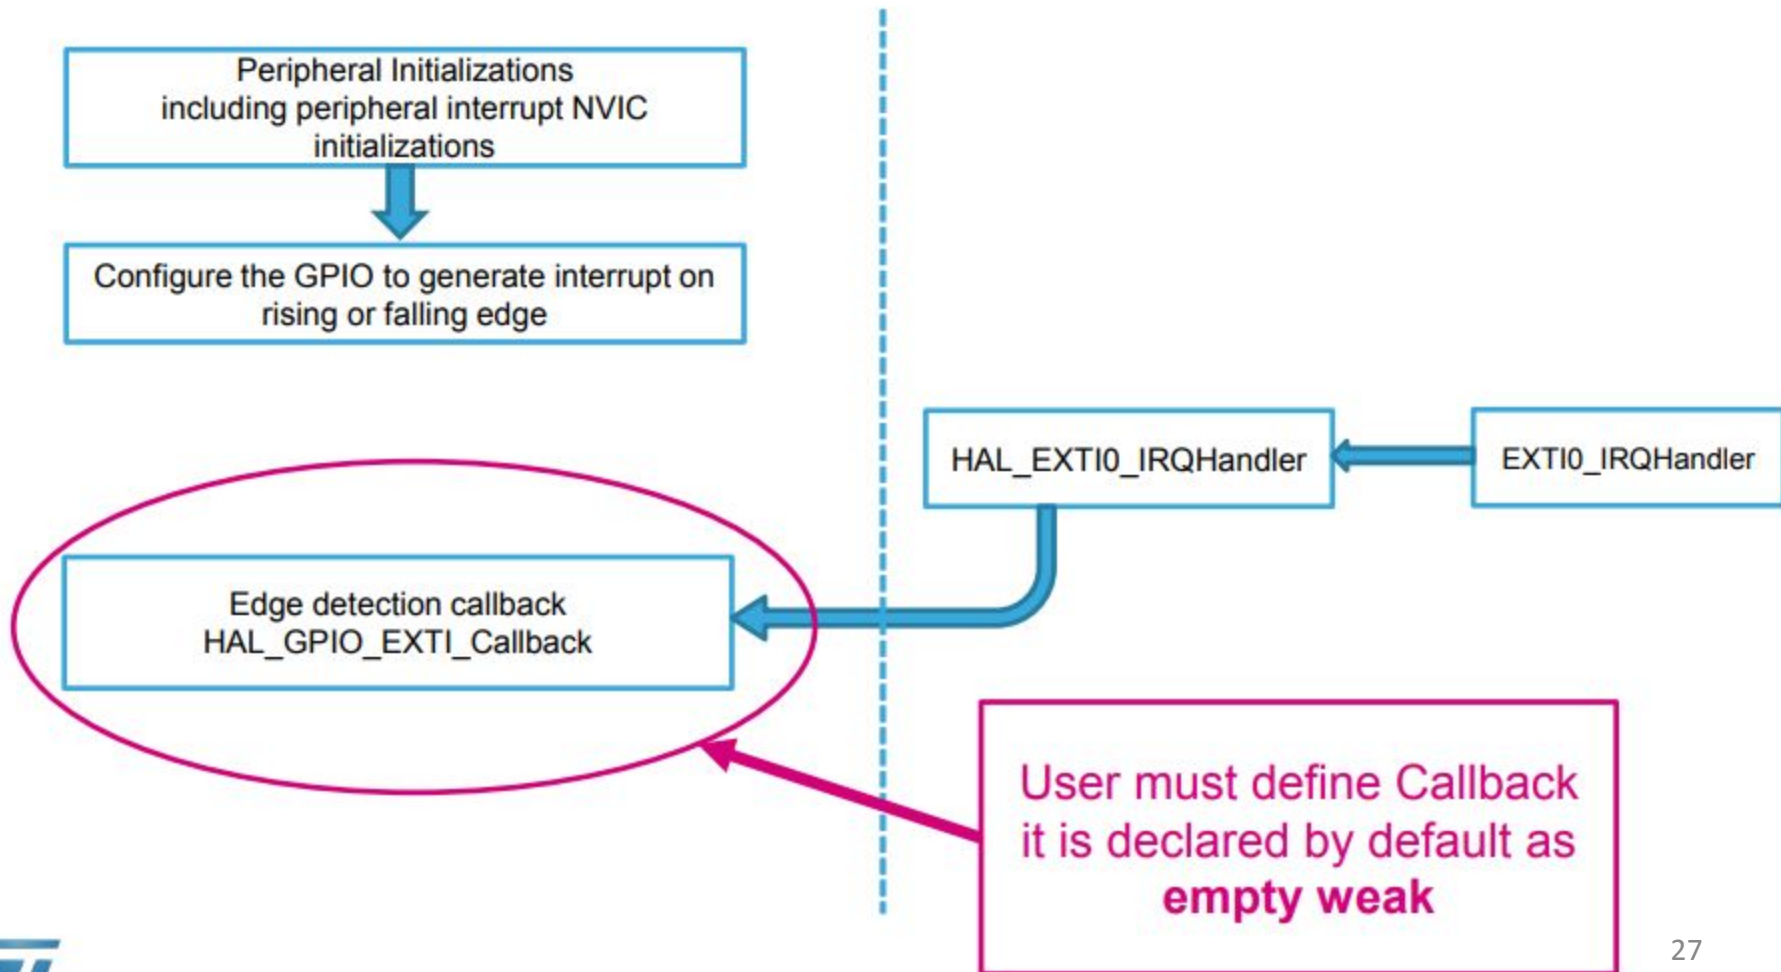 Peripheral Initializations
including peripheral interrupt NVIC
initializations
Configure the GPIO to generate interrupt on
rising or falling edge
HAL_EXTI0_IRQHandler
EXTI0_IRQHandler
Edge detection callback
HAL_GPIO_EXTI_Callback
User must define Callback
it is declared by default as
empty weak
27